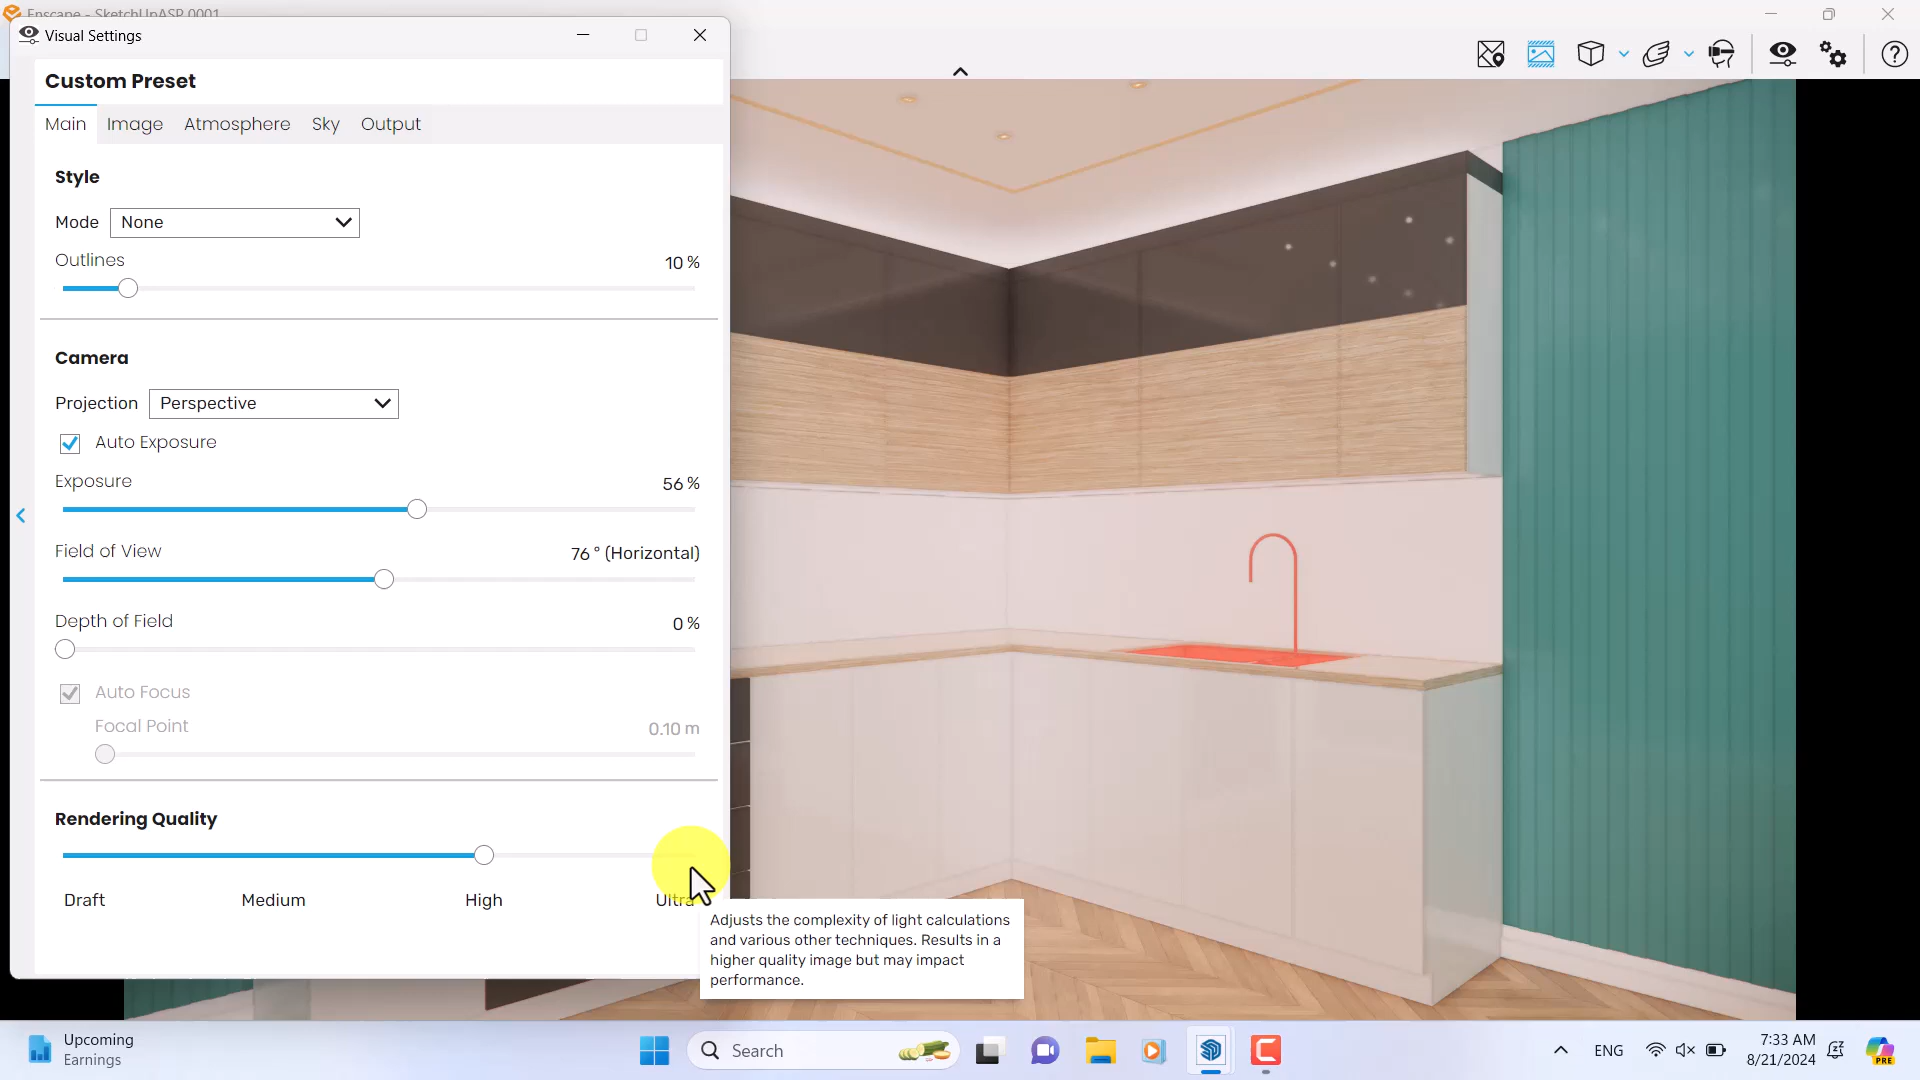 Enscape - SketchUpASP 0001
Visual Settings
Custom Preset
Main Image Atmosphere Sky Output
Style
Mode None
Outlines 10 %
Camera
Projection Perspective
Auto Exposure
Exposure 56 %
Field of View 76 ° (Horizontal)
Depth of Field 0 %
Auto Focus
Focal Point 0.10 m
Rendering Quality
Draft Medium High Ultra
Adjusts the complexity of light calculations
and various other techniques. Results in a
higher quality image but may impact
performance.
Upcoming
Earnings
Search
ENG
7:33 AM
8/21/2024
PRE